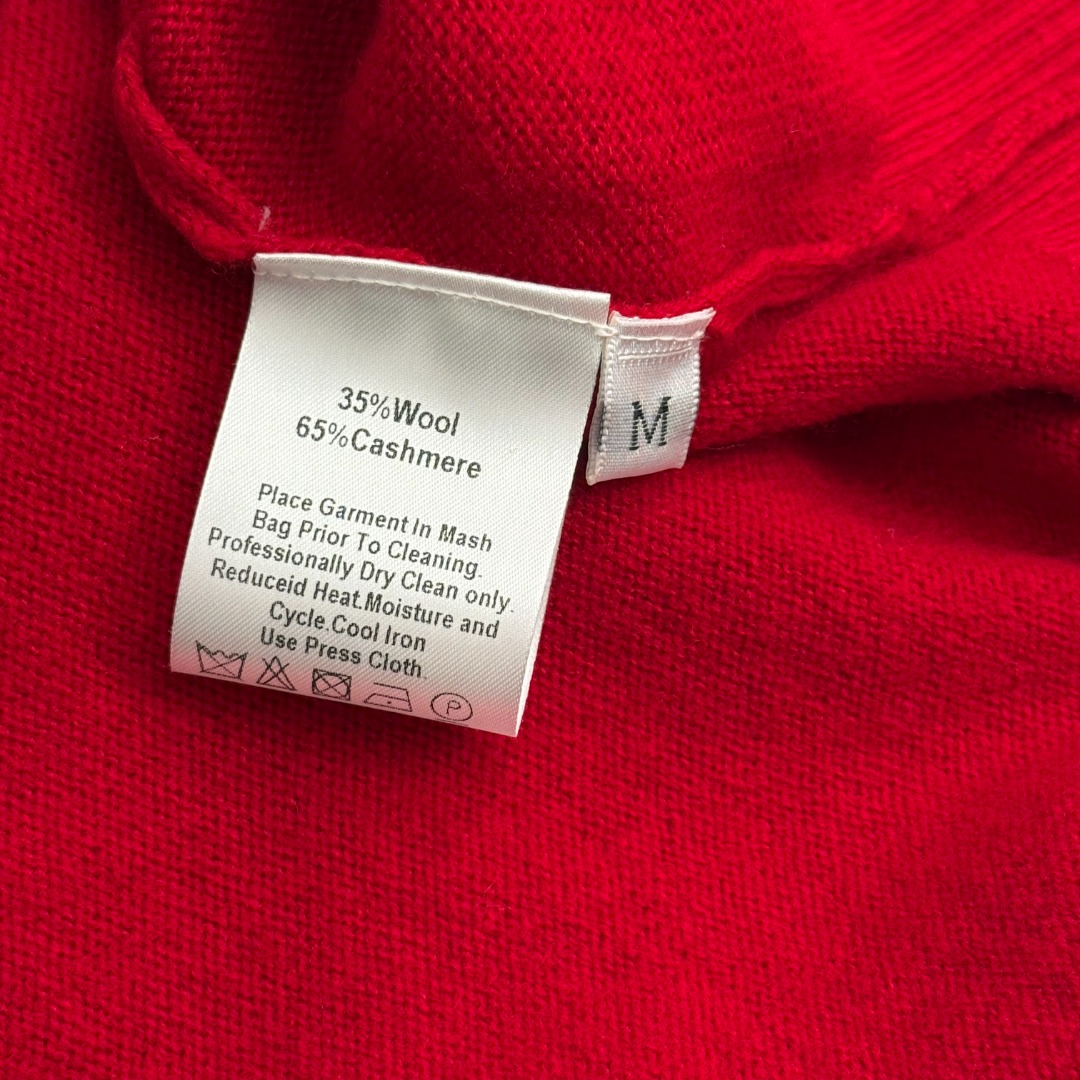 35%Wool
65%Cashmere
Place Garment In Mash
Bag Prior To Cleaning.
Professionally Dry Clean only.
Reduceid Heat.Moisture and
Cycle.Cool Iron
Use Press Cloth.
P
M